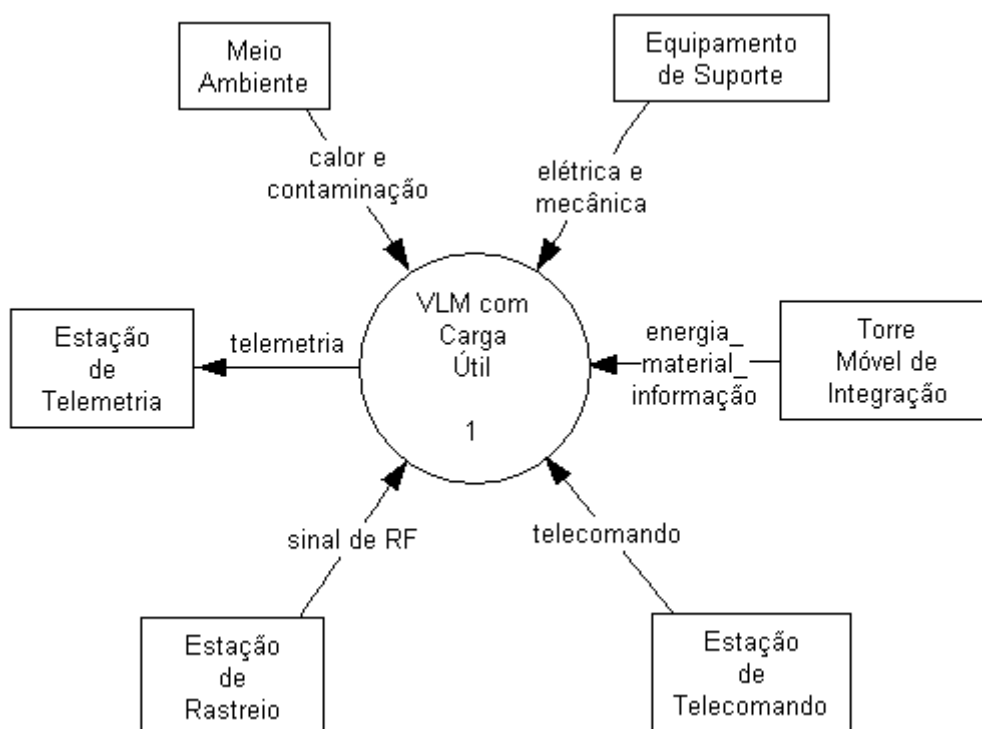 Meio
Ambiente
Equipamento
de Suporte
calor e
contaminação
elétrica e
mecânica
Estação
de
Telemetria
telemetria
VLM com
Carga
Útil
1
energia_
material_
informação
Torre
Móvel de
Integração
sinal de RF
telecomando
Estação
de
Rastreio
Estação
de
Telecomando